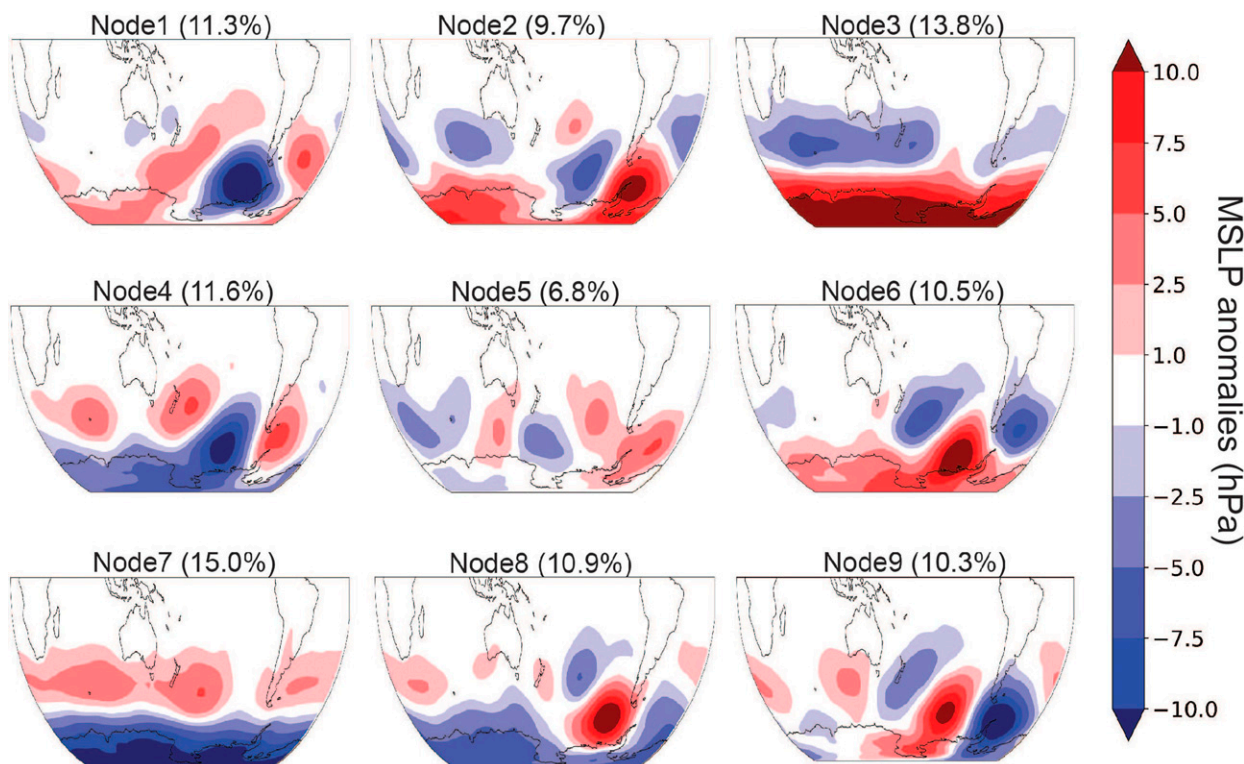 Node1 (11.3%)
Node2 (9.7%)
Node3 (13.8%)
Node4 (11.6%)
Node5 (6.8%)
Node6 (10.5%)
Node7 (15.0%)
Node8 (10.9%)
Node9 (10.3%)
10.0
7.5
5.0
2.5
1.0
−1.0
−2.5
−5.0
−7.5
−10.0
MSLP anomalies (hPa)